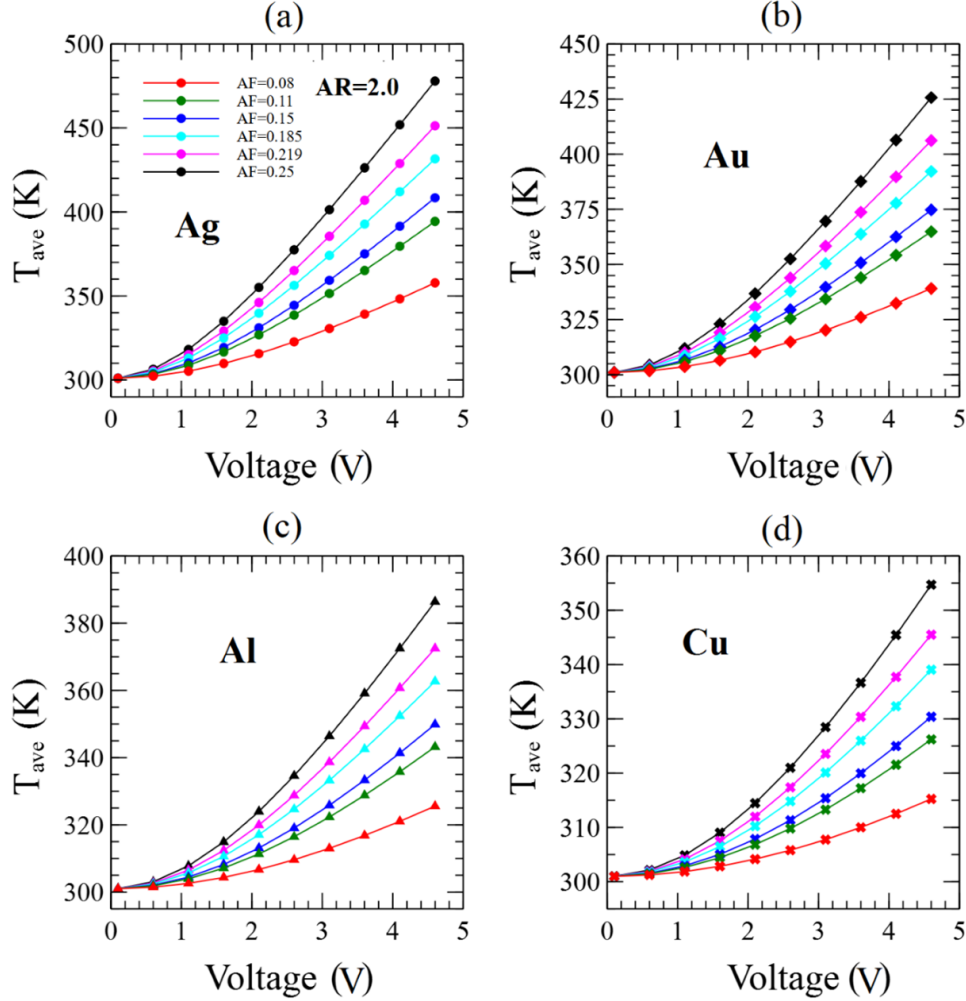 (a)
500
450
400
350
300
T_ave (K)
AF=0.08
AF=0.11
AF=0.15
AF=0.185
AF=0.219
AF=0.25
AR=2.0
Ag
0 1 2 3 4 5
Voltage (V)
(b)
450
425
400
375
350
325
300
T_ave (K)
Au
0 1 2 3 4 5
Voltage (V)
(c)
400
380
360
340
320
300
T_ave (K)
Al
0 1 2 3 4 5
Voltage (V)
(d)
360
350
340
330
320
310
300
T_ave (K)
Cu
0 1 2 3 4 5
Voltage (V)